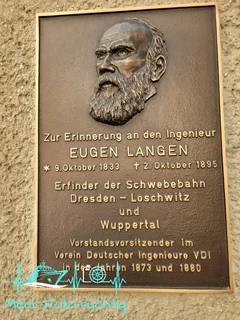 Zur Erinnerung an den Ingenieur
EUGEN LANGEN
* 9. Oktober 1833 ✝ 2. Oktober 1895
Erfinder der Schwebebahn
Dresden – Loschwitz
und
Wuppertal
Vorstandsvorsitzender im
Verein Deutscher Ingenieure VDI
in den Jahren 1873 und 1880